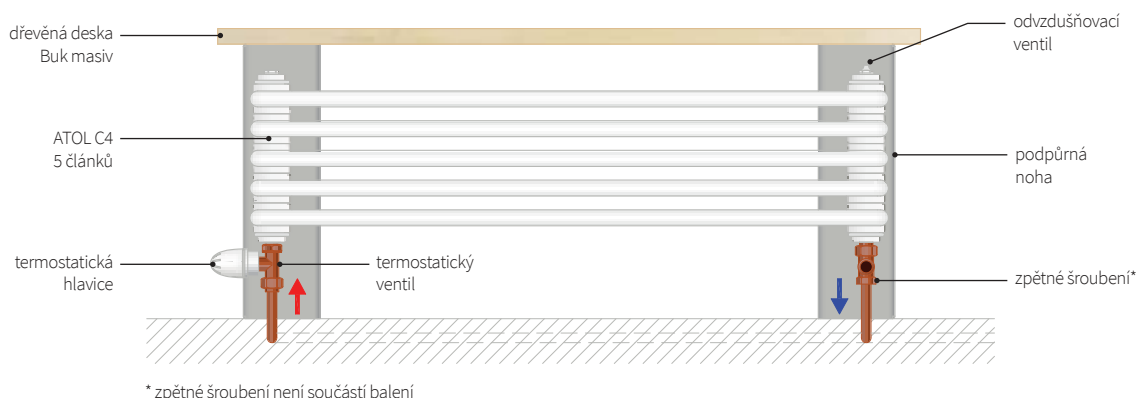 dřevěná deska
Buk masiv
odvzdušňovací
ventil
ATOL C4
5 článků
podpůrná
noha
termostatická
hlavice
termostatický
ventil
zpětné šroubení*
* zpětné šroubení není součástí balení